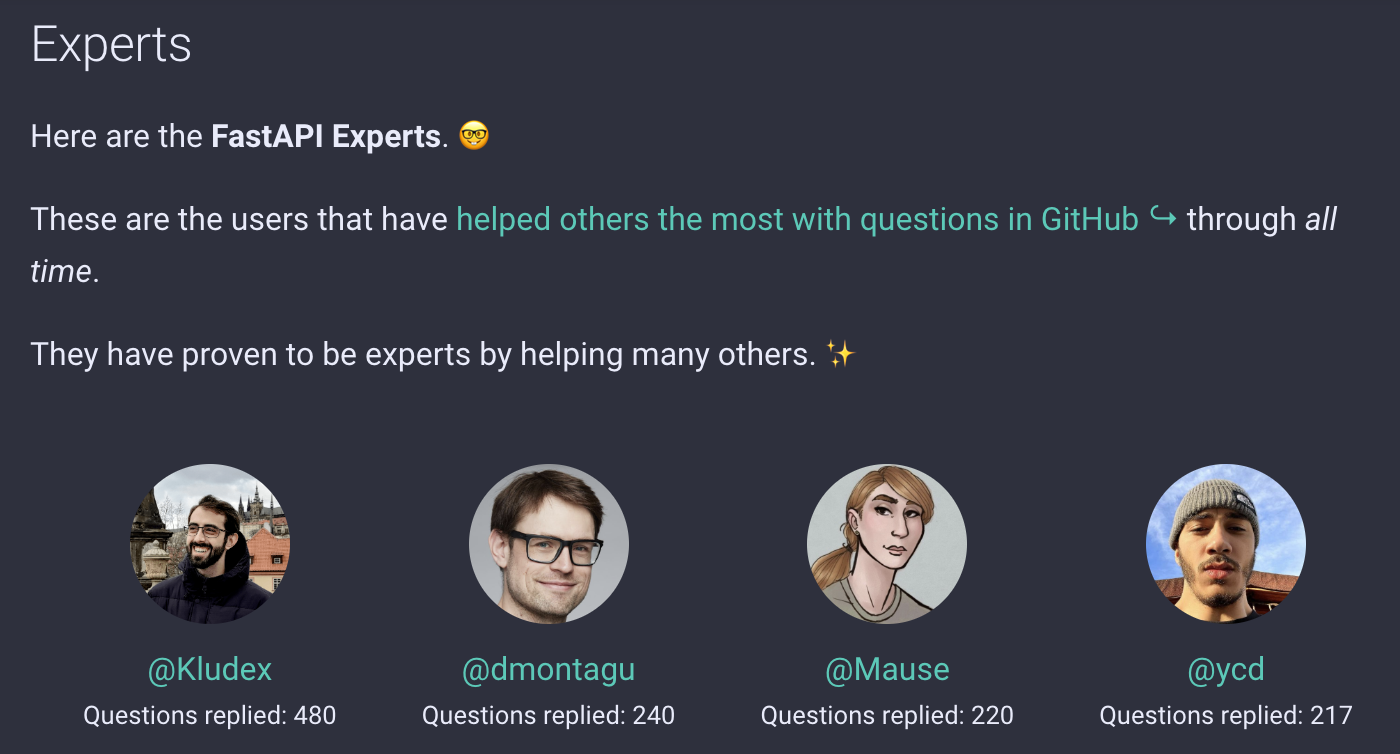 Experts
Here are the FastAPI Experts. 🤓
These are the users that have helped others the most with questions in GitHub ↪ through all
time.
They have proven to be experts by helping many others. ✨
@Kludex @dmontagu @Mause @ycd
Questions replied: 480 Questions replied: 240 Questions replied: 220 Questions replied: 217